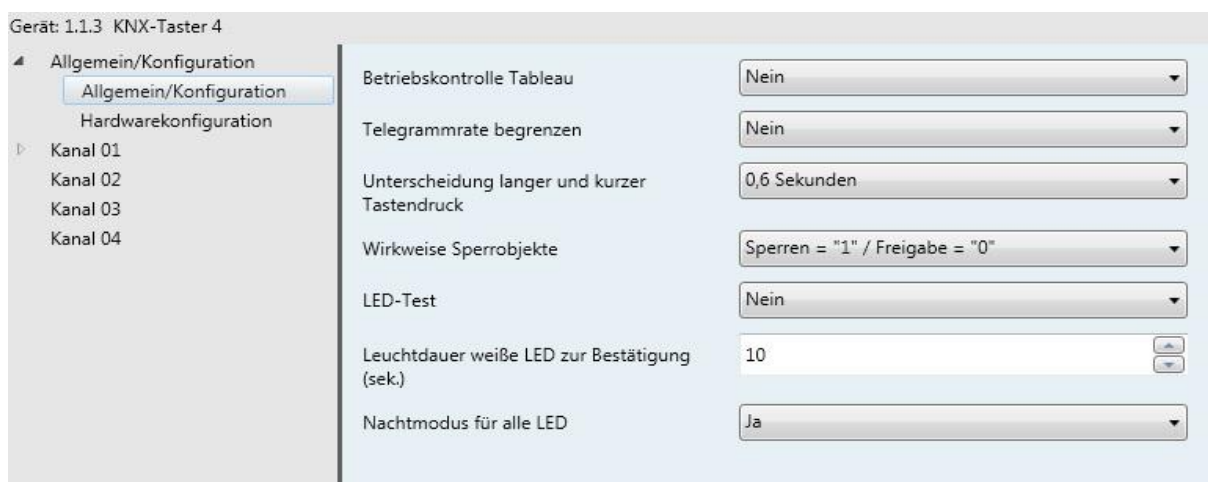 Gerät: 1.1.3 KNX-Taster 4
Allgemein/Konfiguration
Allgemein/Konfiguration
Hardwarekonfiguration
Kanal 01
Kanal 02
Kanal 03
Kanal 04
Betriebskontrolle Tableau
Nein
Telegrammrate begrenzen
Nein
Unterscheidung langer und kurzer
Tastendruck
0,6 Sekunden
Wirkweise Sperrobjekte
Sperren = "1" / Freigabe = "0"
LED-Test
Nein
Leuchtdauer weiße LED zur Bestätigung
(sek.)
10
Nachtmodus für alle LED
Ja